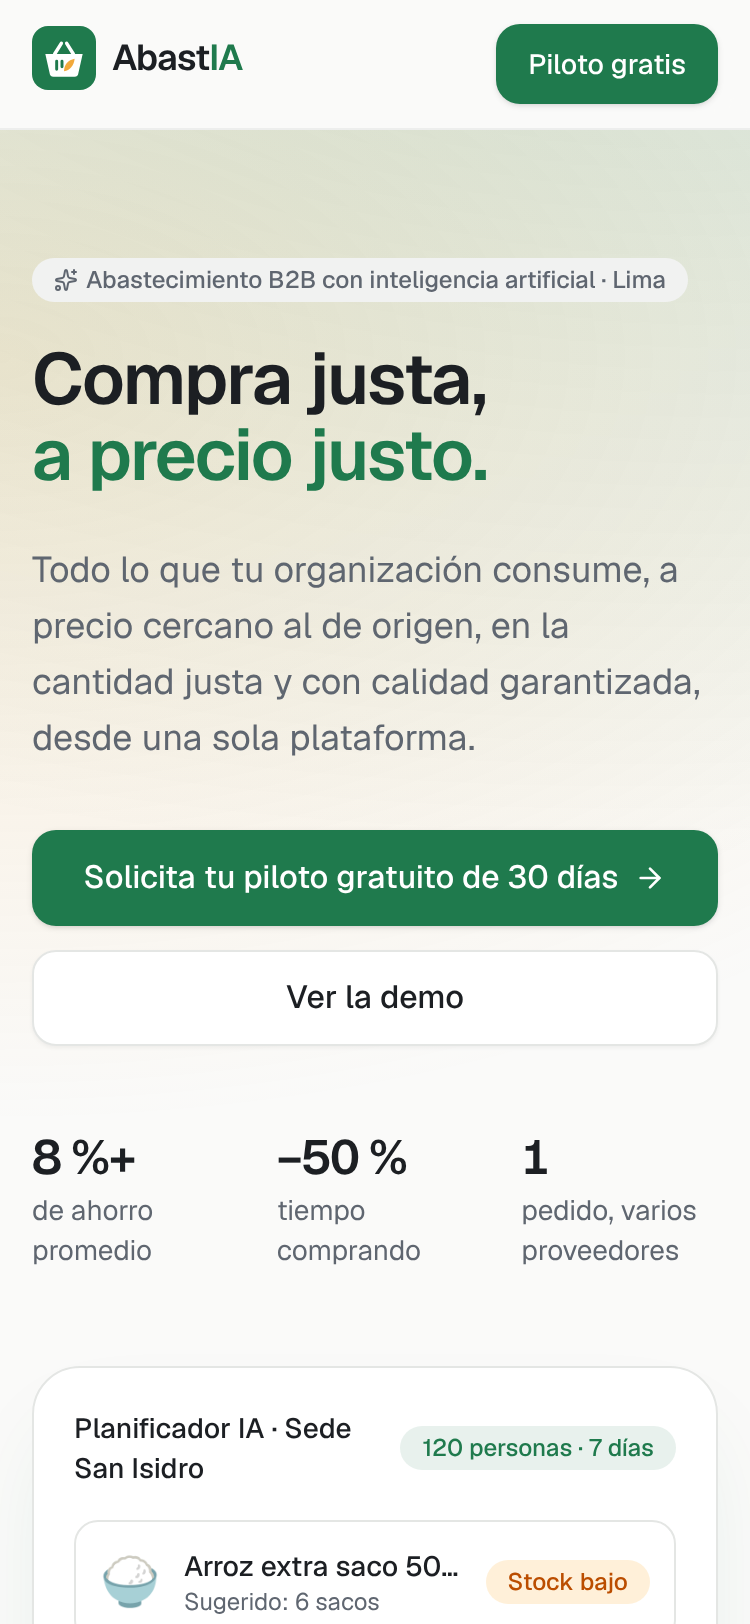 AbastIA
Piloto gratis
Abastecimiento B2B con inteligencia artificial · Lima
Compra justa,
a precio justo.
Todo lo que tu organización consume, a
precio cercano al de origen, en la
cantidad justa y con calidad garantizada,
desde una sola plataforma.
Solicita tu piloto gratuito de 30 días →
Ver la demo
8 %+
de ahorro
promedio
−50 %
tiempo
comprando
1
pedido, varios
proveedores
Planificador IA · Sede
San Isidro
120 personas · 7 días
Arroz extra saco 50...
Sugerido: 6 sacos
Stock bajo